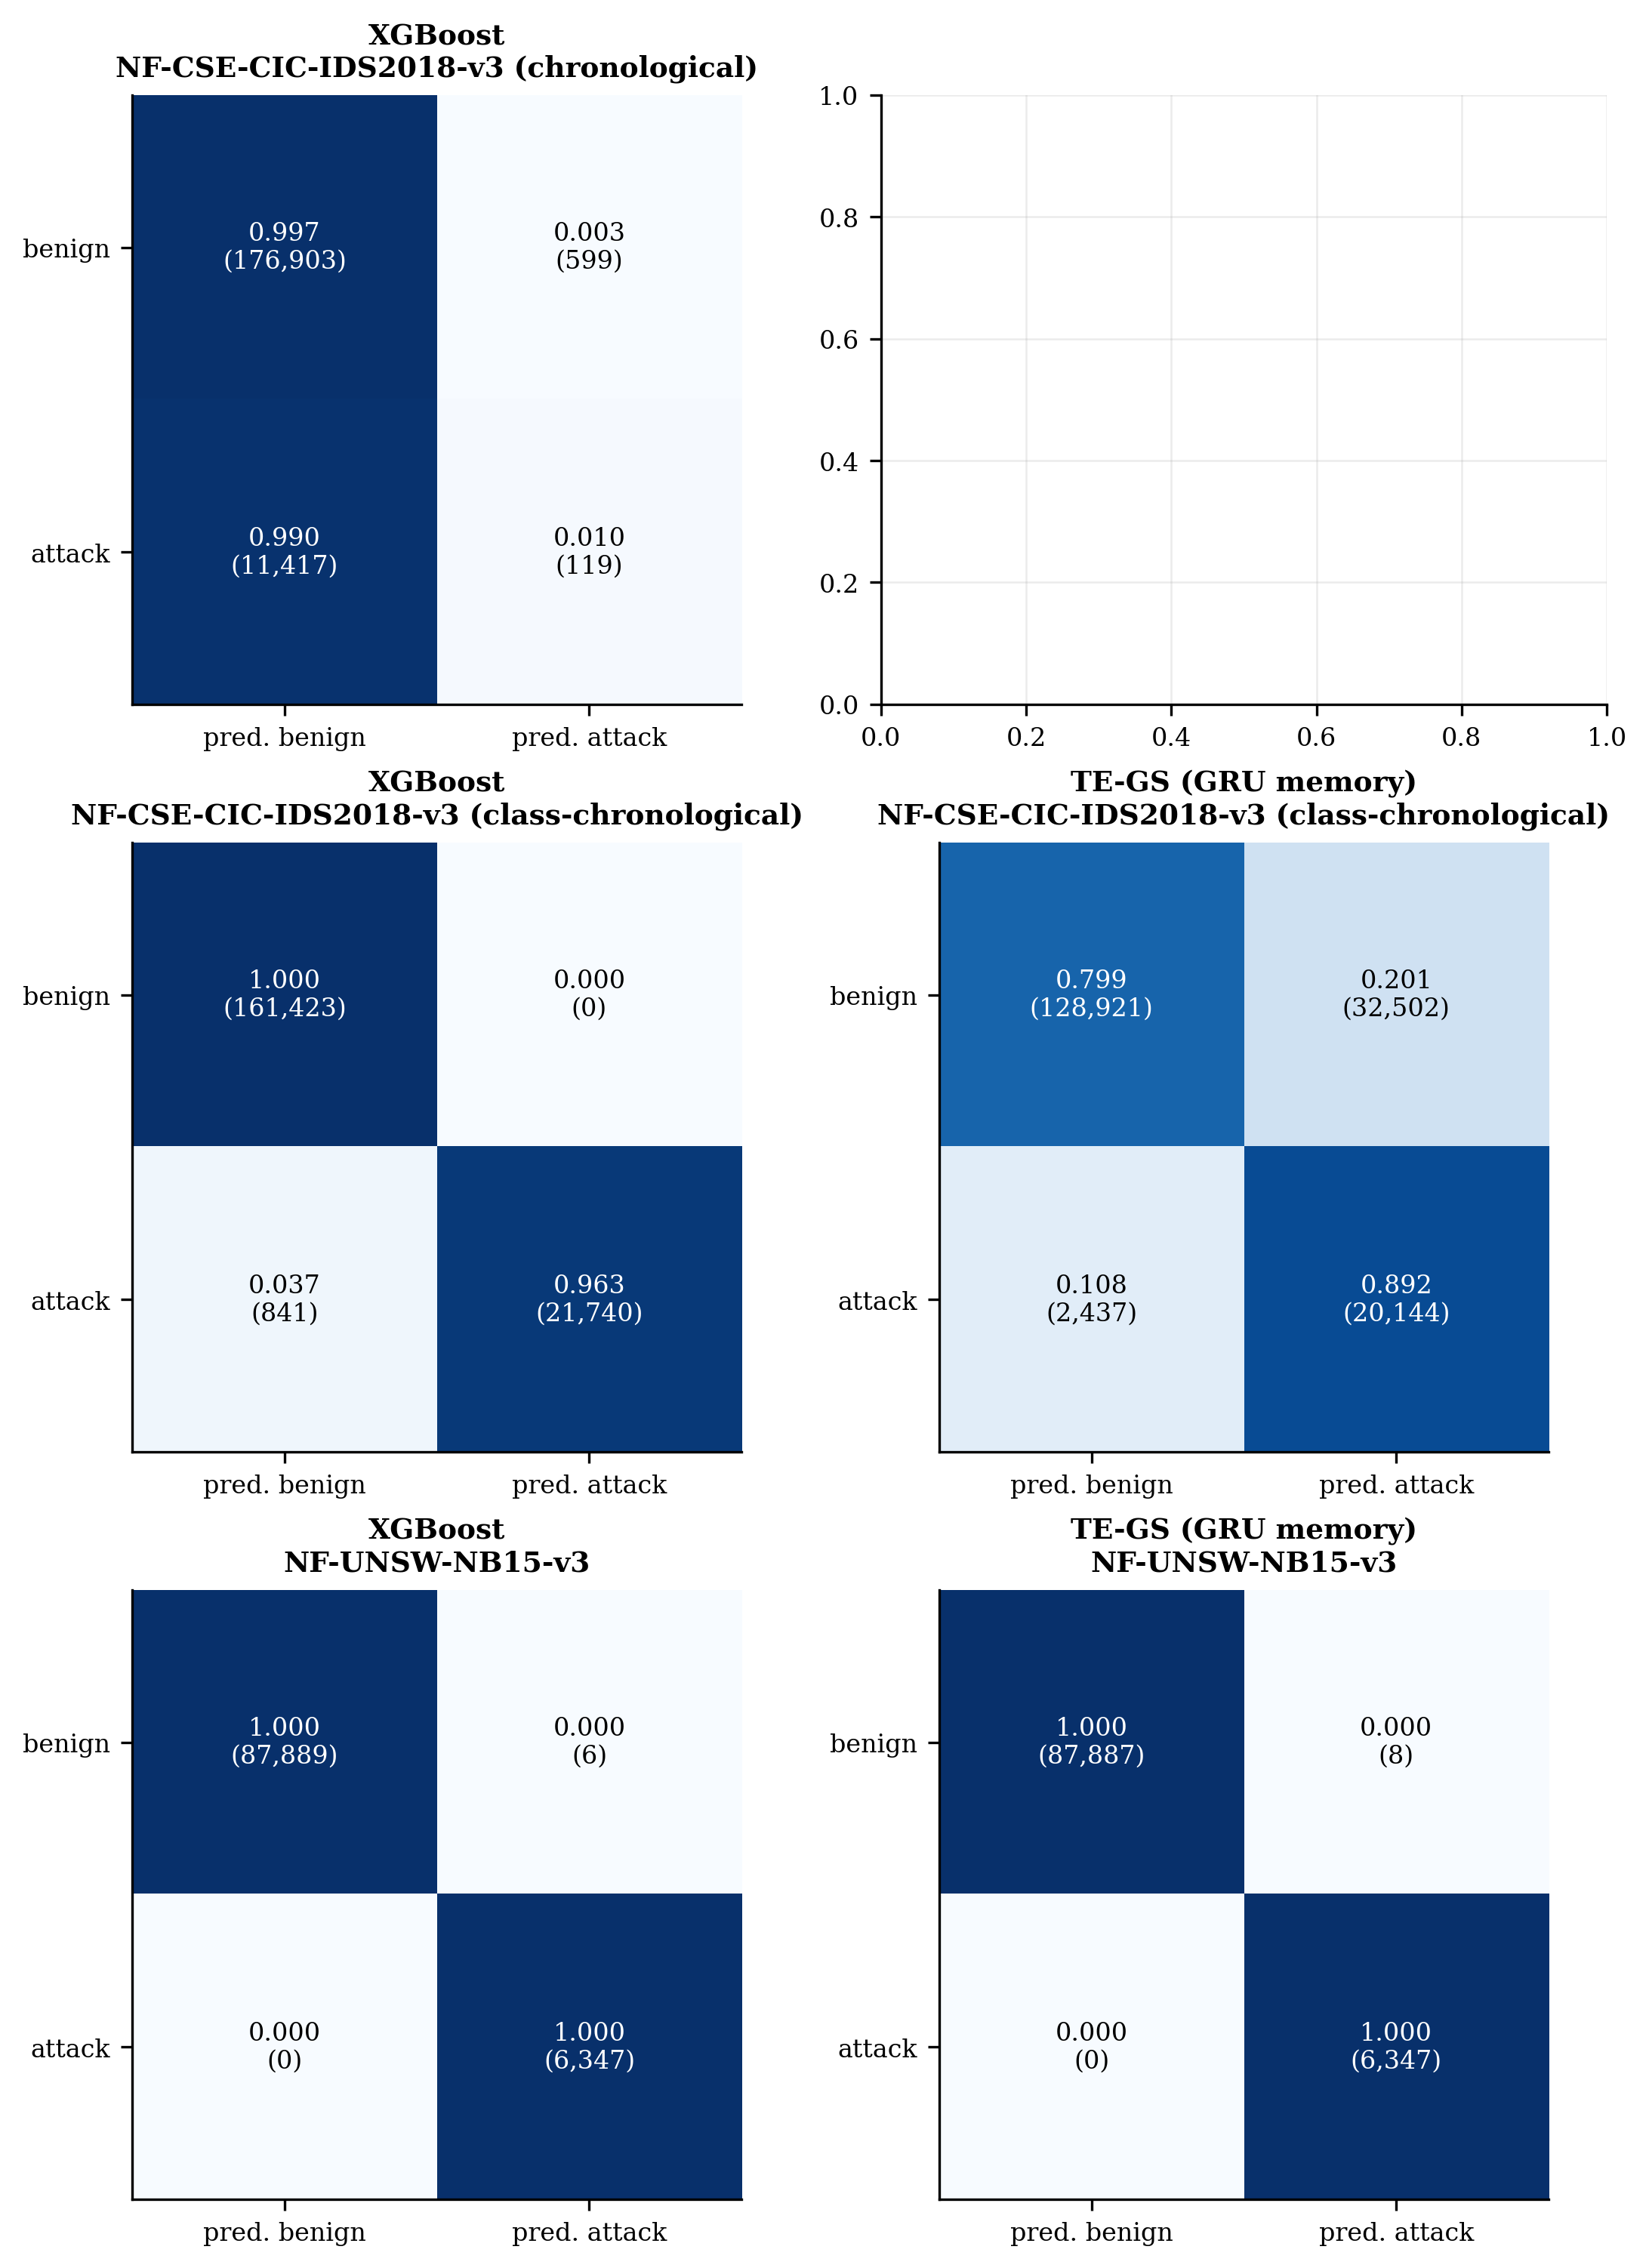 XGBoost
NF-CSE-CIC-IDS2018-v3 (chronological)
benign
0.997
(176,903)
0.003
(599)
attack
0.990
(11,417)
0.010
(119)
pred. benign
pred. attack
1.0
0.8
0.6
0.4
0.2
0.0
0.0 0.2 0.4 0.6 0.8 1.0
XGBoost
NF-CSE-CIC-IDS2018-v3 (class-chronological)
benign
1.000
(161,423)
0.000
(0)
attack
0.037
(841)
0.963
(21,740)
pred. benign
pred. attack
TE-GS (GRU memory)
NF-CSE-CIC-IDS2018-v3 (class-chronological)
benign
0.799
(128,921)
0.201
(32,502)
attack
0.108
(2,437)
0.892
(20,144)
pred. benign
pred. attack
XGBoost
NF-UNSW-NB15-v3
benign
1.000
(87,889)
0.000
(6)
attack
0.000
(0)
1.000
(6,347)
pred. benign
pred. attack
TE-GS (GRU memory)
NF-UNSW-NB15-v3
benign
1.000
(87,887)
0.000
(8)
attack
0.000
(0)
1.000
(6,347)
pred. benign
pred. attack